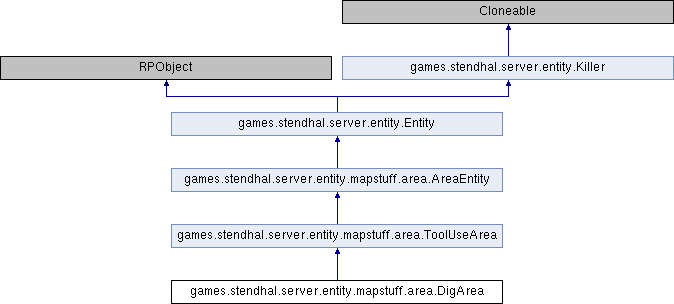 Cloneable
RPObject
games.stendhal.server.entity.Killer
games.stendhal.server.entity.Entity
games.stendhal.server.entity.mapstuff.area.AreaEntity
games.stendhal.server.entity.mapstuff.area.ToolUseArea
games.stendhal.server.entity.mapstuff.area.DigArea